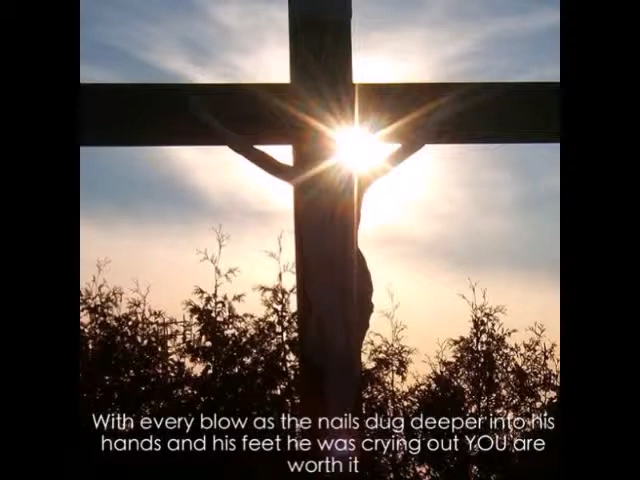 With every blow as the nails dug deeper into his
hands and his feet he was crying out YOU are
worth it